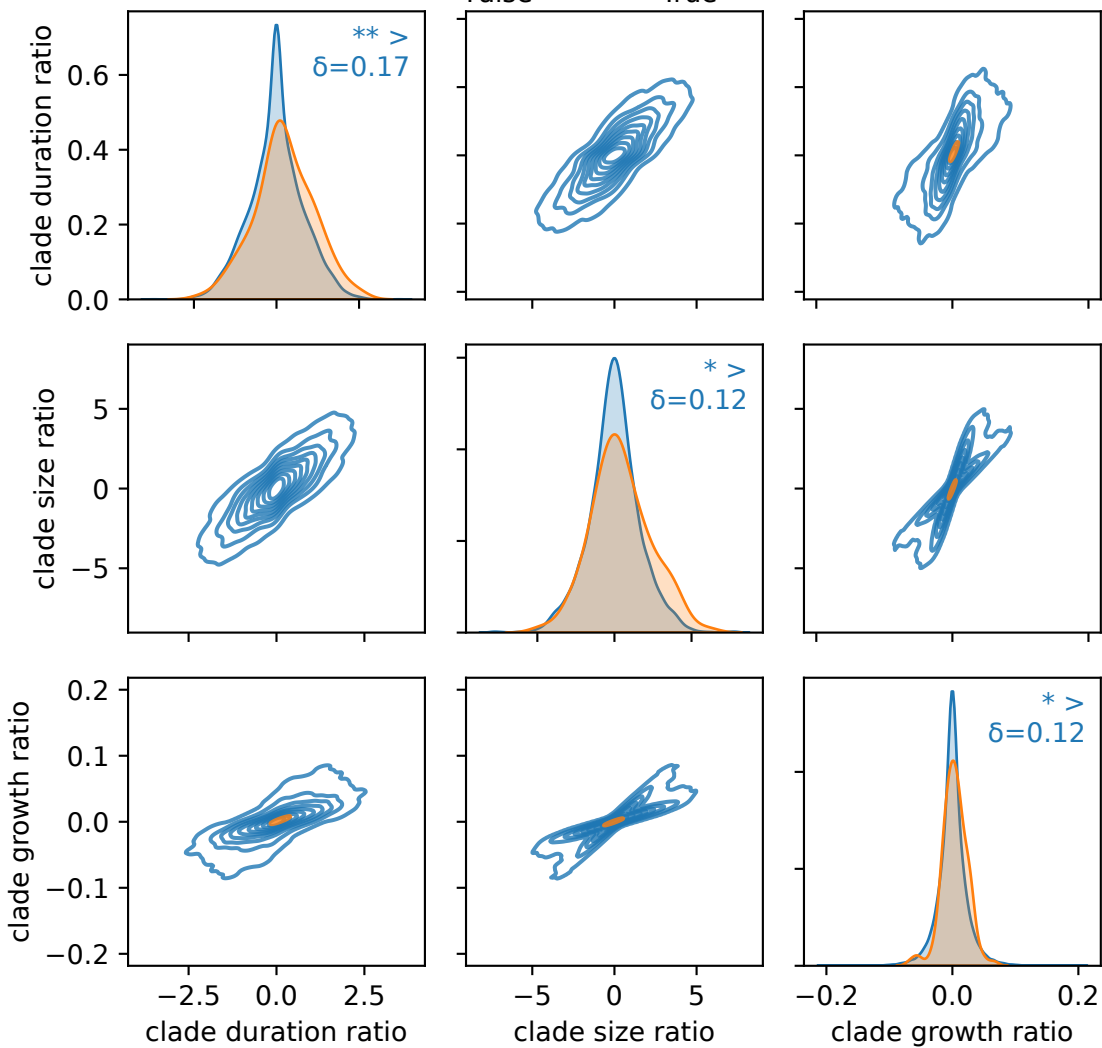 True
** >
δ=0.17
clade duration ratio
0.6
0.4
0.2
0.0
* >
δ=0.12
clade size ratio
5
0
−5
* >
δ=0.12
clade growth ratio
0.2
0.1
0.0
−0.1
−0.2
−2.5 0.0 2.5
−5 0 5
−0.2 0.0 0.2
clade duration ratio
clade size ratio
clade growth ratio